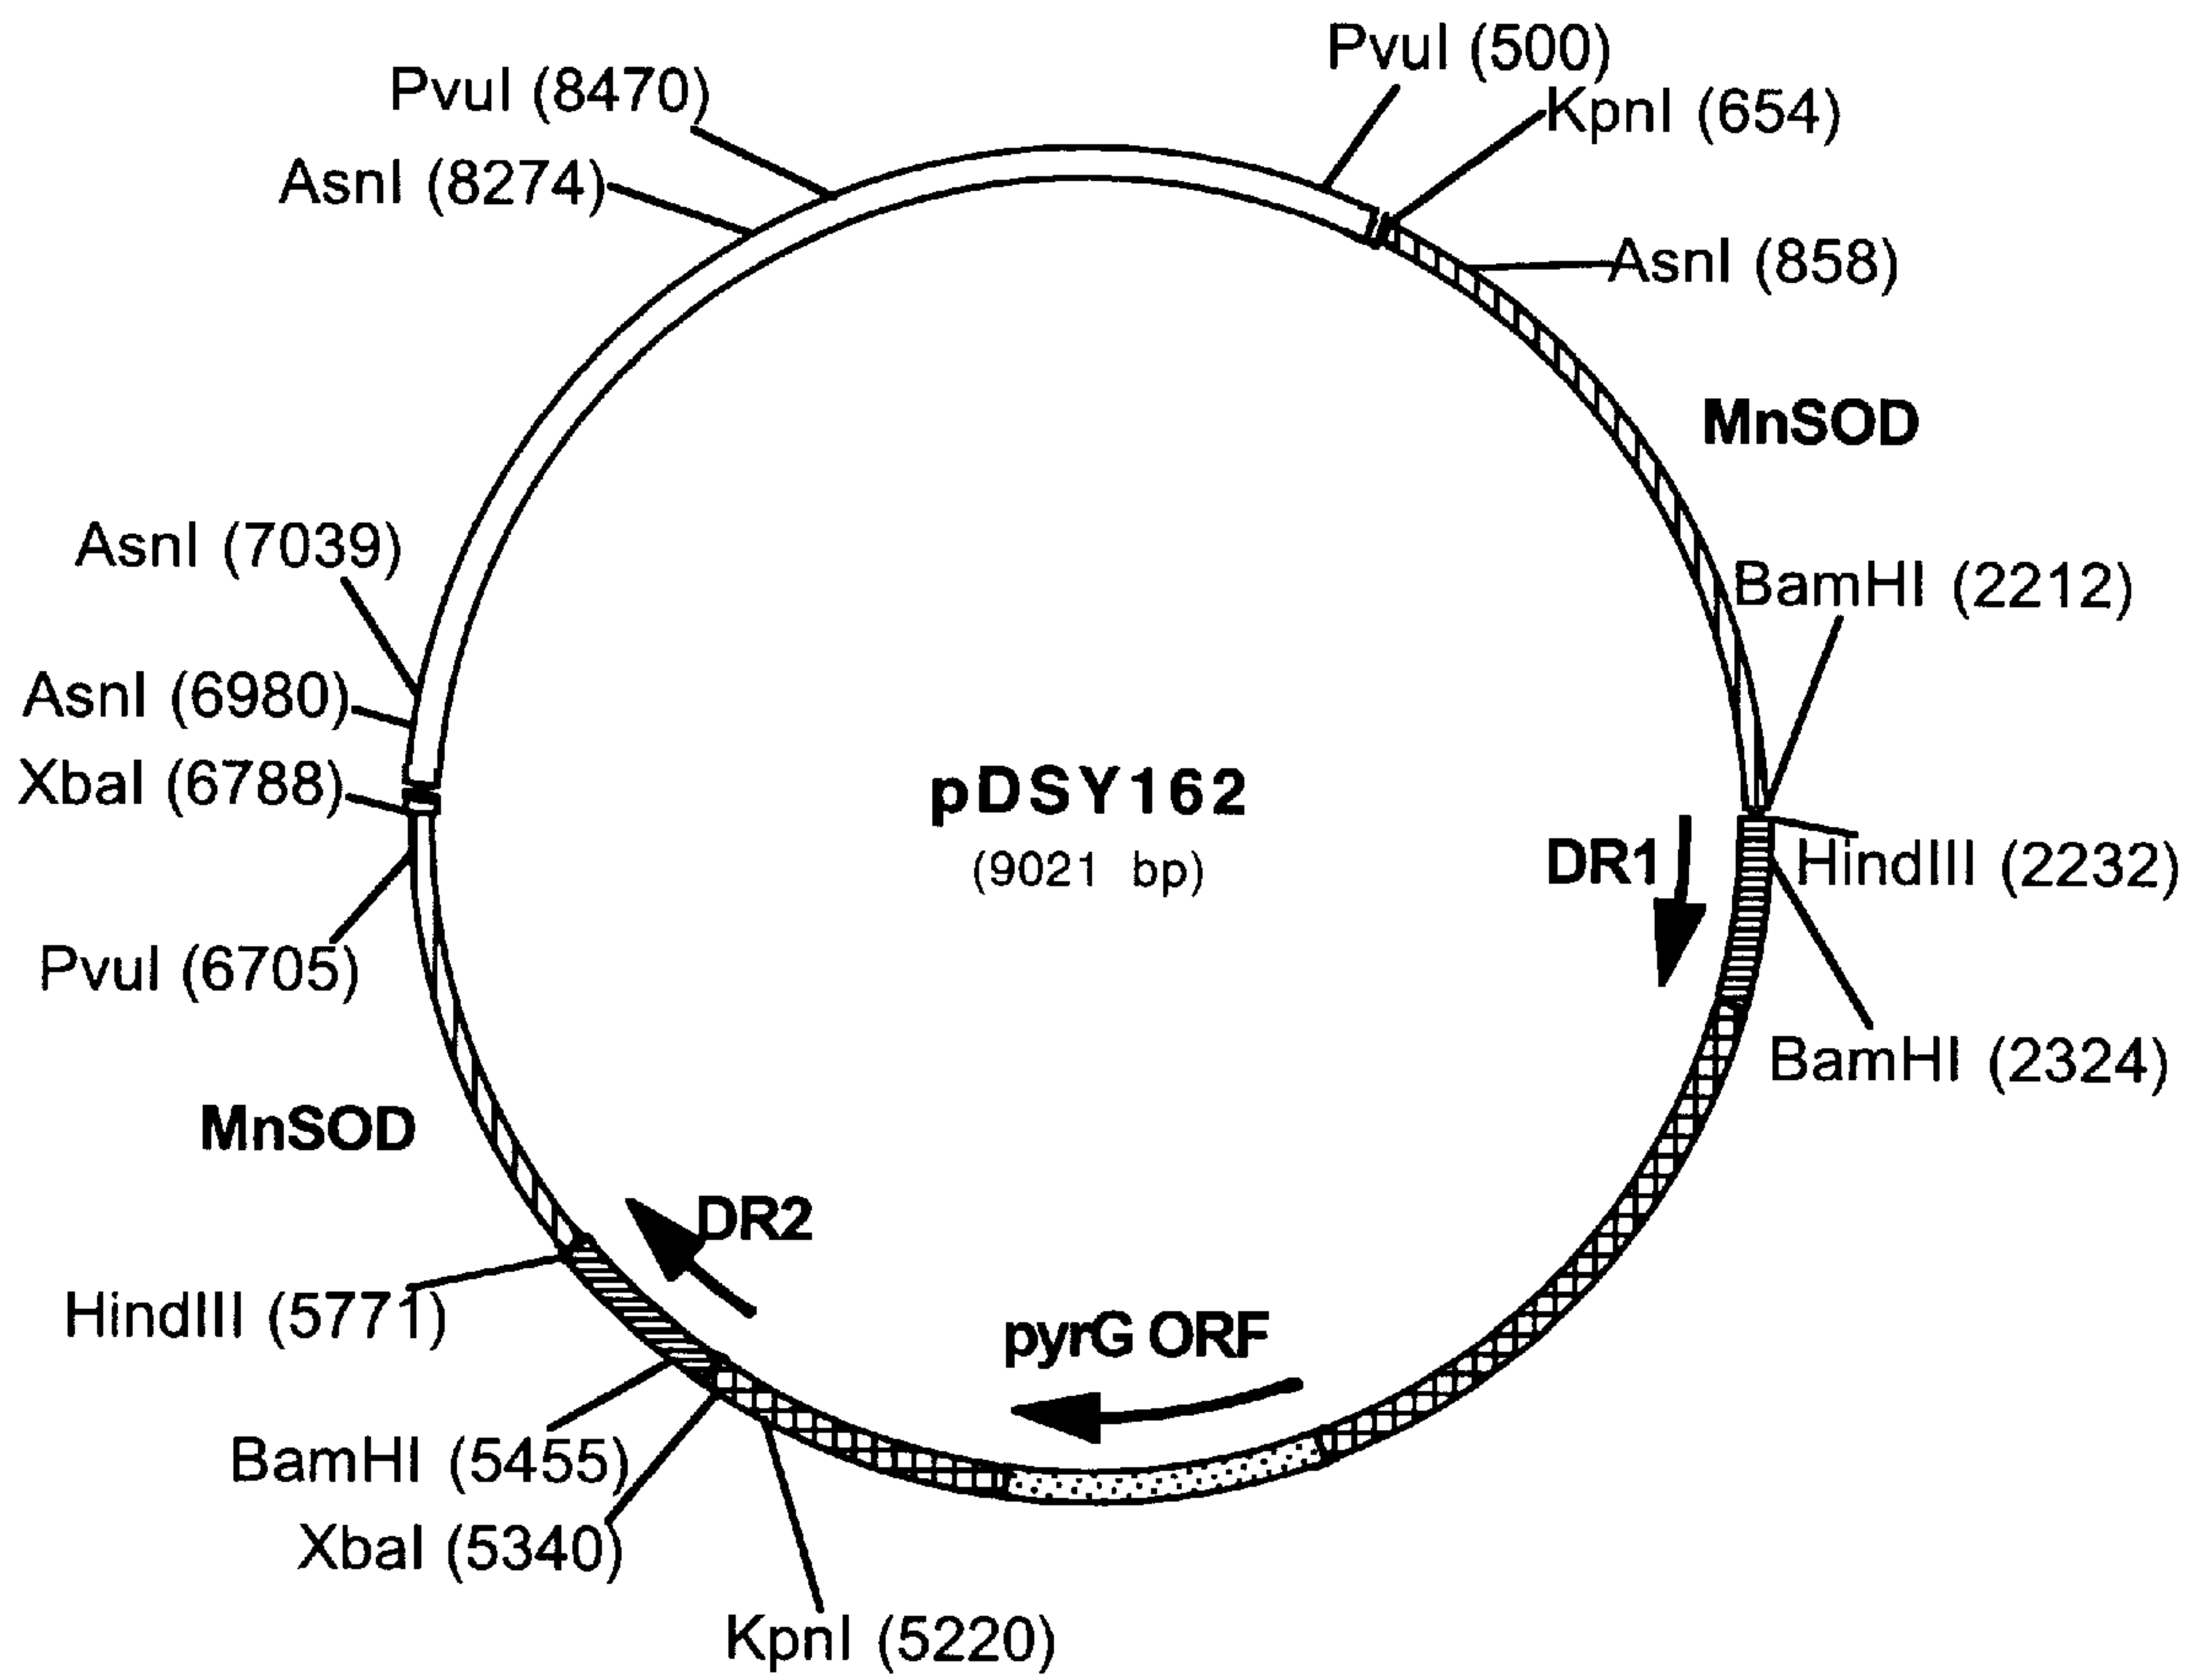 PvuI (500)
PvuI (8470)
KpnI (654)
AsnI (8274)
AsnI (858)
MnSOD
AsnI (7039)
BamHI (2212)
AsnI (6980)
XbaI (6788)
pDSY162
(9021 bp)
DR1
HindIII (2232)
PvuI (6705)
BamHI (2324)
MnSOD
DR2
HindIII (5771)
pyrG ORF
BamHI (5455)
XbaI (5340)
KpnI (5220)